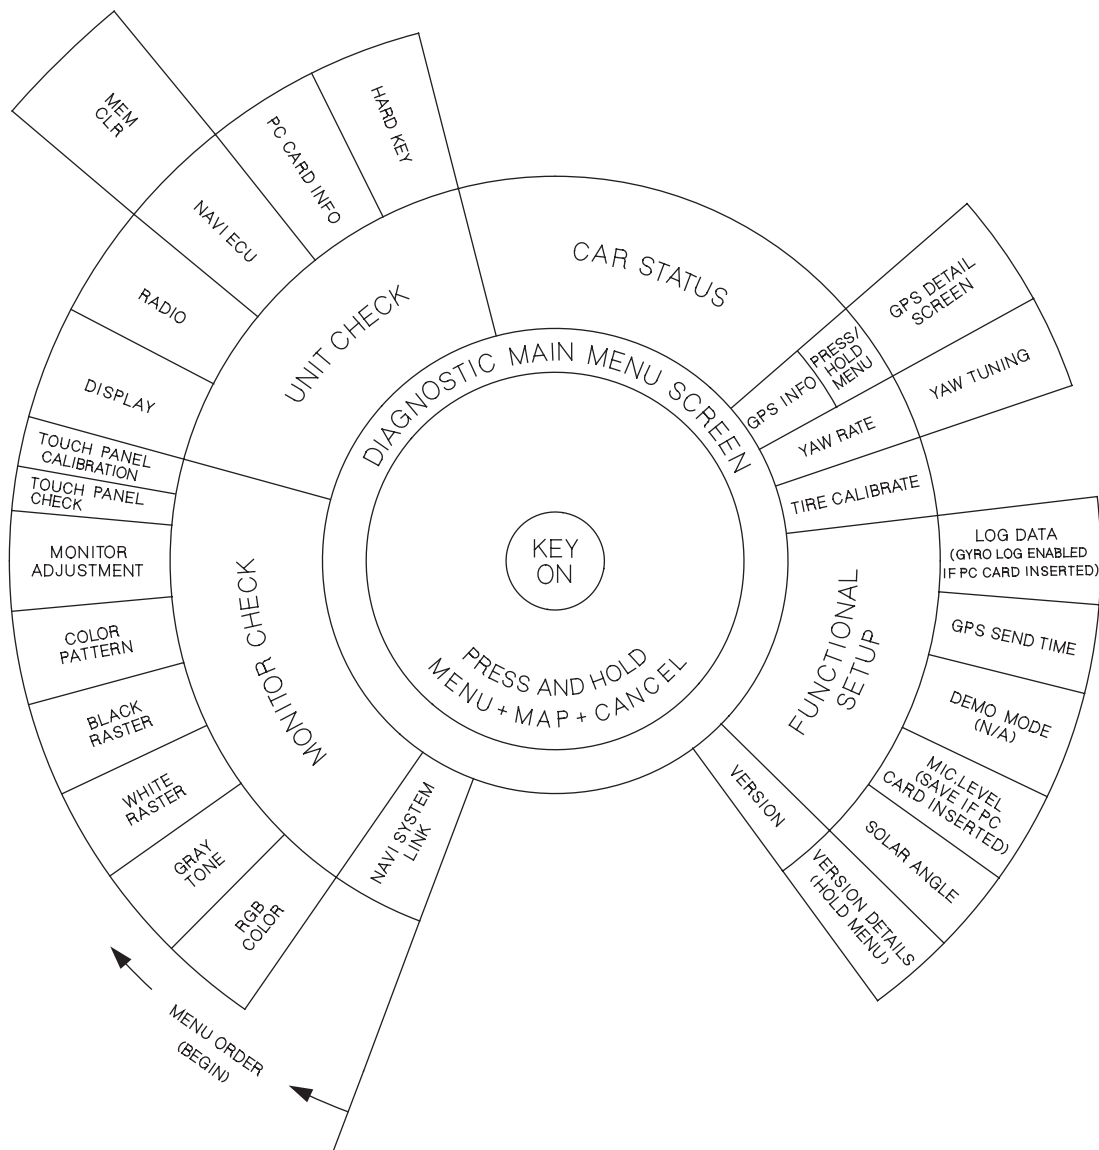 KEY
ON
PRESS AND HOLD
MENU + MAP + CANCEL
DIAGNOSTIC MAIN MENU SCREEN
MENU ORDER
(BEGIN)
NAVI SYSTEM
LINK
MONITOR CHECK
RGB
COLOR
GRAY
TONE
WHITE
RASTER
BLACK
RASTER
COLOR
PATTERN
MONITOR
ADJUSTMENT
TOUCH PANEL
CHECK
TOUCH PANEL
CALIBRATION
UNIT CHECK
DISPLAY
RADIO
NAVI ECU
MEM
CLR
PC CARD INFO
HARD KEY
CAR STATUS
GPS INFO
PRESS/
HOLD
MENU
GPS DETAIL
SCREEN
YAW RATE
YAW TUNING
TIRE CALIBRATE
FUNCTIONAL
SETUP
LOG DATA
(GYRO LOG ENABLED
IF PC CARD INSERTED)
GPS SEND TIME
DEMO MODE
(N/A)
MIC.LEVEL
(SAVE IF PC
CARD INSERTED)
SOLAR ANGLE
VERSION
VERSION DETAILS
(HOLD MENU)